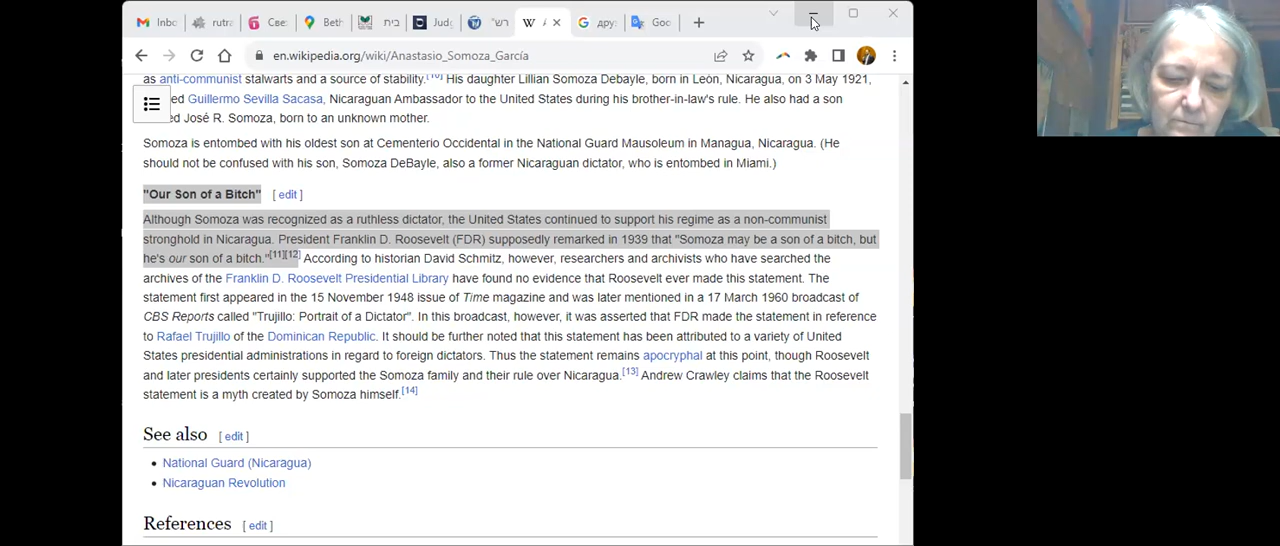 Inbo
rutra
Све
Beth
בית
Judg
רש"
W
друз
Goo
en.wikipedia.org/wiki/Anastasio_Somoza_García
as anti-communist stalwarts and a source of stability.[10] His daughter Lillian Somoza Debayle, born in León, Nicaragua, on 3 May 1921,
ed Guillermo Sevilla Sacasa, Nicaraguan Ambassador to the United States during his brother-in-law's rule. He also had a son
ed José R. Somoza, born to an unknown mother.
Somoza is entombed with his oldest son at Cementerio Occidental in the National Guard Mausoleum in Managua, Nicaragua. (He
should not be confused with his son, Somoza DeBayle, also a former Nicaraguan dictator, who is entombed in Miami.)
"Our Son of a Bitch" [ edit ]
Although Somoza was recognized as a ruthless dictator, the United States continued to support his regime as a non-communist
stronghold in Nicaragua. President Franklin D. Roosevelt (FDR) supposedly remarked in 1939 that "Somoza may be a son of a bitch, but
he's our son of a bitch."[11][12] According to historian David Schmitz, however, researchers and archivists who have searched the
archives of the Franklin D. Roosevelt Presidential Library have found no evidence that Roosevelt ever made this statement. The
statement first appeared in the 15 November 1948 issue of Time magazine and was later mentioned in a 17 March 1960 broadcast of
CBS Reports called "Trujillo: Portrait of a Dictator". In this broadcast, however, it was asserted that FDR made the statement in reference
to Rafael Trujillo of the Dominican Republic. It should be further noted that this statement has been attributed to a variety of United
States presidential administrations in regard to foreign dictators. Thus the statement remains apocryphal at this point, though Roosevelt
and later presidents certainly supported the Somoza family and their rule over Nicaragua.[13] Andrew Crawley claims that the Roosevelt
statement is a myth created by Somoza himself.[14]
See also [ edit ]
• National Guard (Nicaragua)
• Nicaraguan Revolution
References [ edit ]